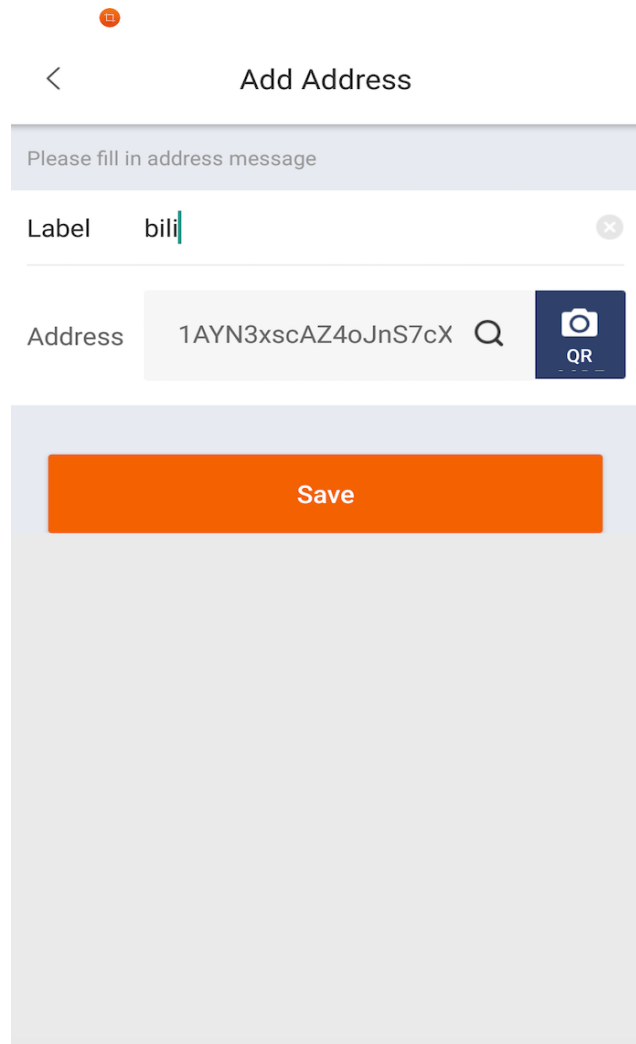 Add Address
Please fill in address message
Label bili
Address 1AYN3xscAZ4oJnS7cX
QR
Save